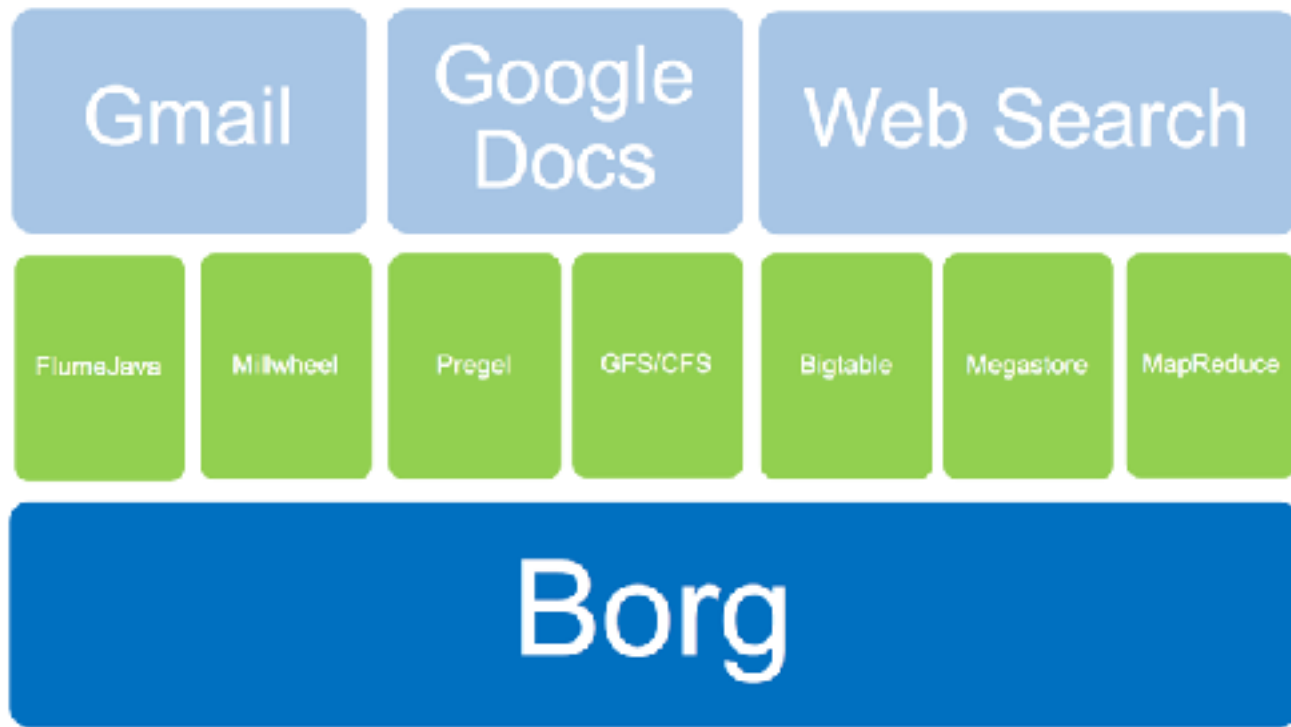 Gmail
Google
Docs
Web Search
FlumeJava
Millwheel
Pregel
GFS/CFS
Bigtable
Megastore
MapReduce
Borg